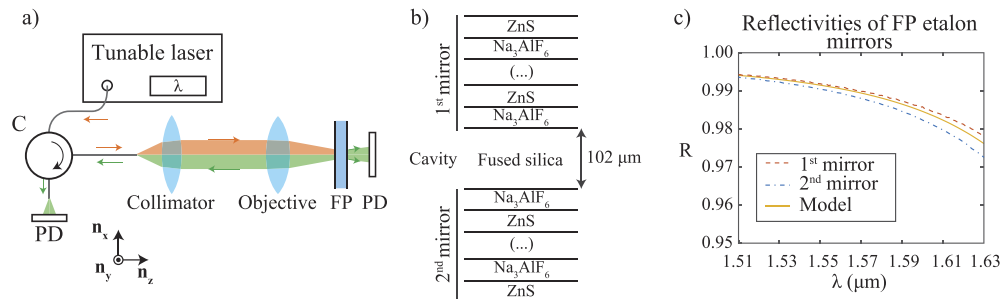 a)
Tunable laser
λ
C
Collimator
Objective
FP
PD
PD
nₓ
n_y
n_z
b)
1st mirror
ZnS
Na₃AlF₆
(...)
ZnS
Na₃AlF₆
Cavity
Fused silica
102 μm
2nd mirror
Na₃AlF₆
ZnS
(...)
Na₃AlF₆
ZnS
c)
Reflectivities of FP etalon
mirrors
1.00
0.99
0.98
0.97
0.96
0.95
R
1st mirror
2nd mirror
Model
1.51
1.53
1.55
1.57
1.59
1.61
1.63
λ (μm)